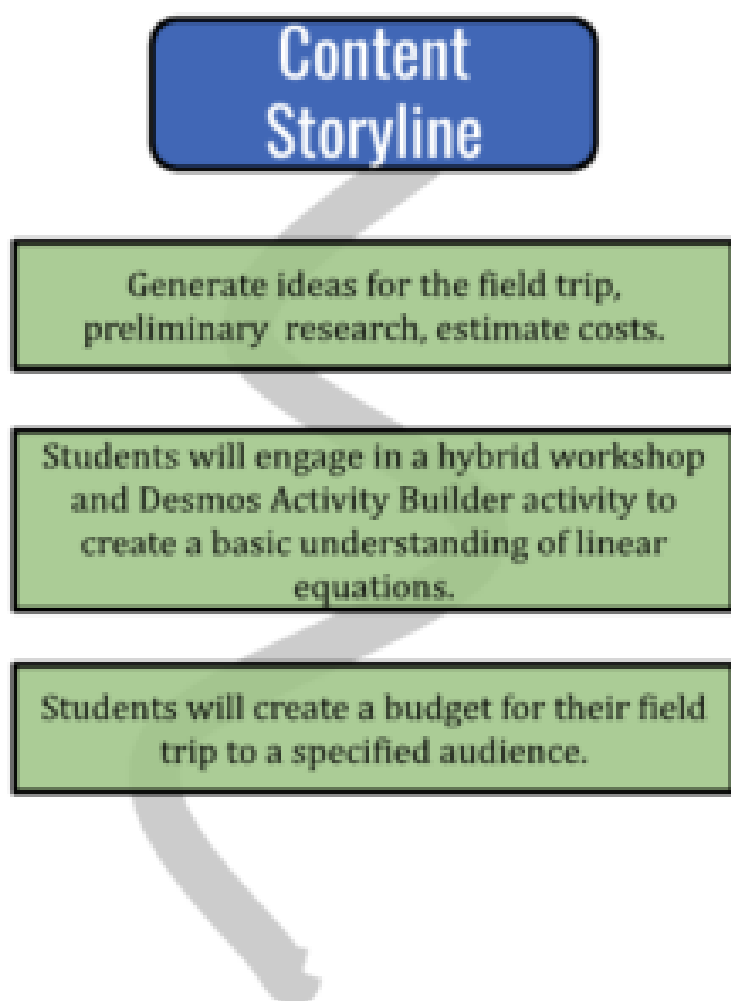 Content
Storyline
Generate ideas for the field trip,
preliminary research, estimate costs.
Students will engage in a hybrid workshop
and Desmos Activity Builder activity to
create a basic understanding of linear
equations.
Students will create a budget for their field
trip to a specified audience.